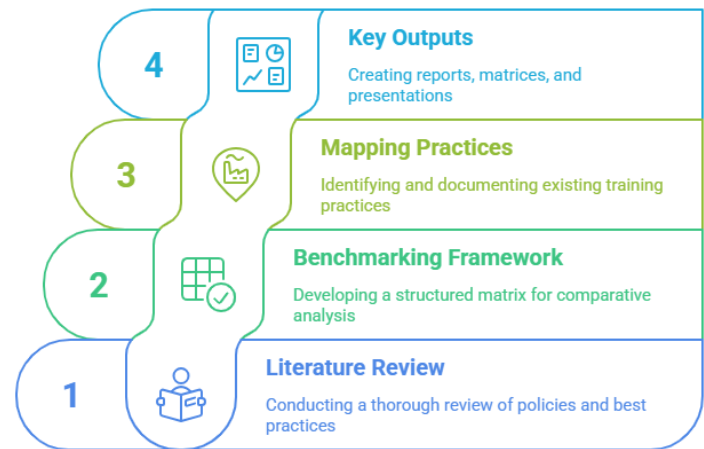 4
Key Outputs
Creating reports, matrices, and
presentations
3
Mapping Practices
Identifying and documenting existing training
practices
2
Benchmarking Framework
Developing a structured matrix for comparative
analysis
1
Literature Review
Conducting a thorough review of policies and best
practices